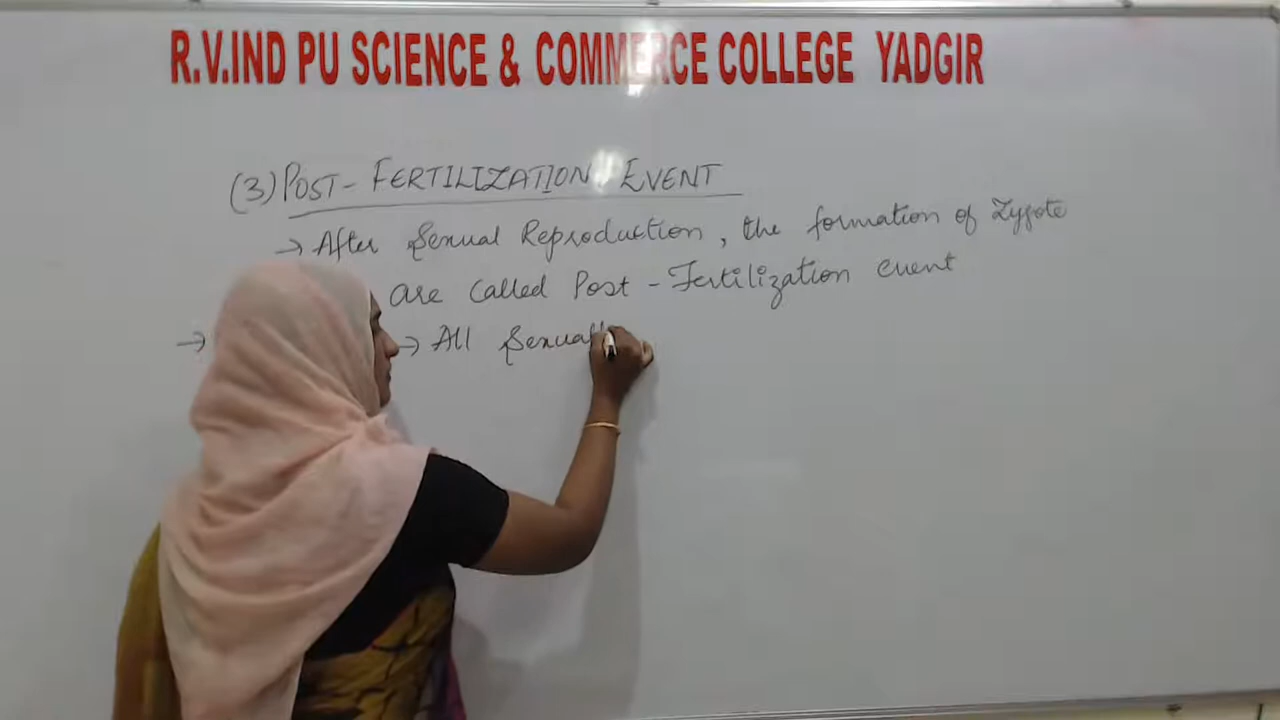 R.V.IND PU SCIENCE & COMMERCE COLLEGE YADGIR
(3) POST-FERTILIZATION EVENT
→ After Sexual Reproduction, the formation of Zygote
are called Post-Fertilization event
→ → All Sexual